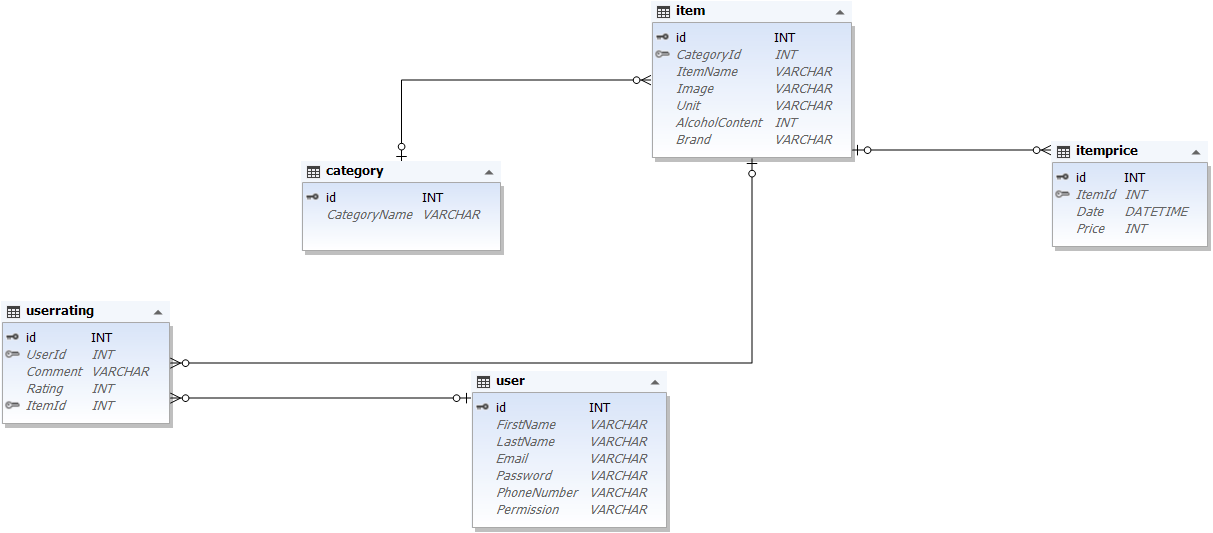 item
id INT
CategoryId INT
ItemName VARCHAR
Image VARCHAR
Unit VARCHAR
AlcoholContent INT
Brand VARCHAR
itemprice
id INT
ItemId INT
Date DATETIME
Price INT
category
id INT
CategoryName VARCHAR
userrating
id INT
UserId INT
Comment VARCHAR
Rating INT
ItemId INT
user
id INT
FirstName VARCHAR
LastName VARCHAR
Email VARCHAR
Password VARCHAR
PhoneNumber VARCHAR
Permission VARCHAR